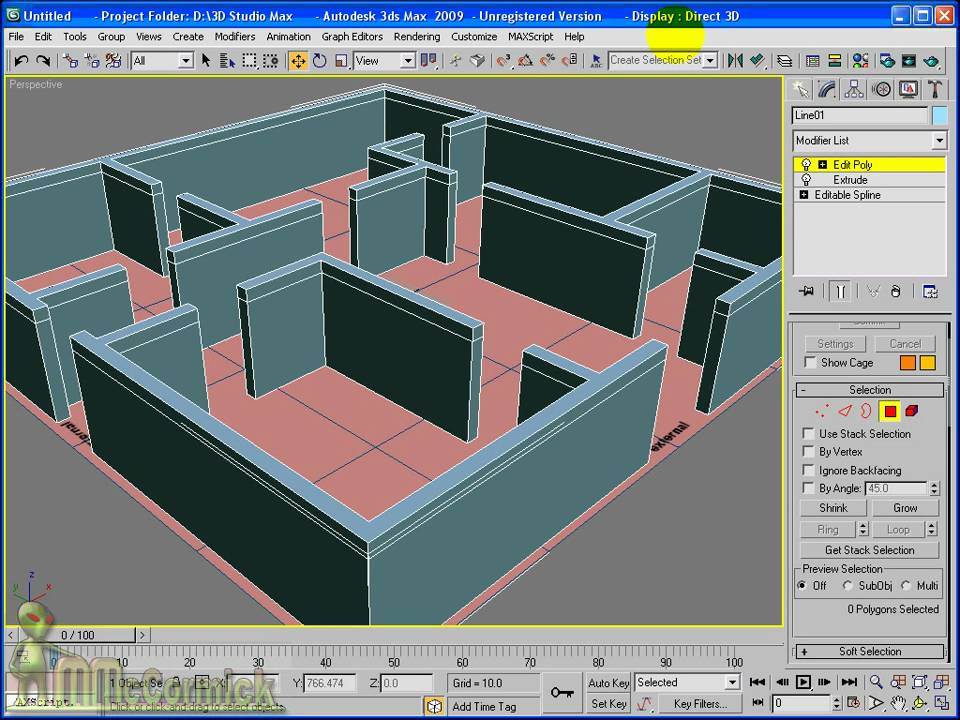 Untitled - Project Folder: D:\3D Studio Max - Autodesk 3ds Max 2009 - Unregistered Version - Display : Direct 3D
File Edit Tools Group Views Create Modifiers Animation Graph Editors Rendering Customize MAXScript Help
All View Create Selection Set
Perspective
Line01
Modifier List
Edit Poly
Extrude
Editable Spline
Settings Cancel
Show Cage
- Selection
Use Stack Selection
By Vertex
Ignore Backfacing
By Angle: 45.0
Shrink Grow
Ring Loop
Get Stack Selection
Preview Selection
Off SubObj Multi
0 Polygons Selected
+ Soft Selection
external
z
y x
< 0 / 100 >
10 20 30 40 50 60 70 80 90 100
1 Object Se X: Y: 766.474 Z: 0.0 Grid = 10.0 Auto Key Selected
MMcCormick
AXScript. Click or click-and-drag to select objects Add Time Tag Set Key Key Filters... 0